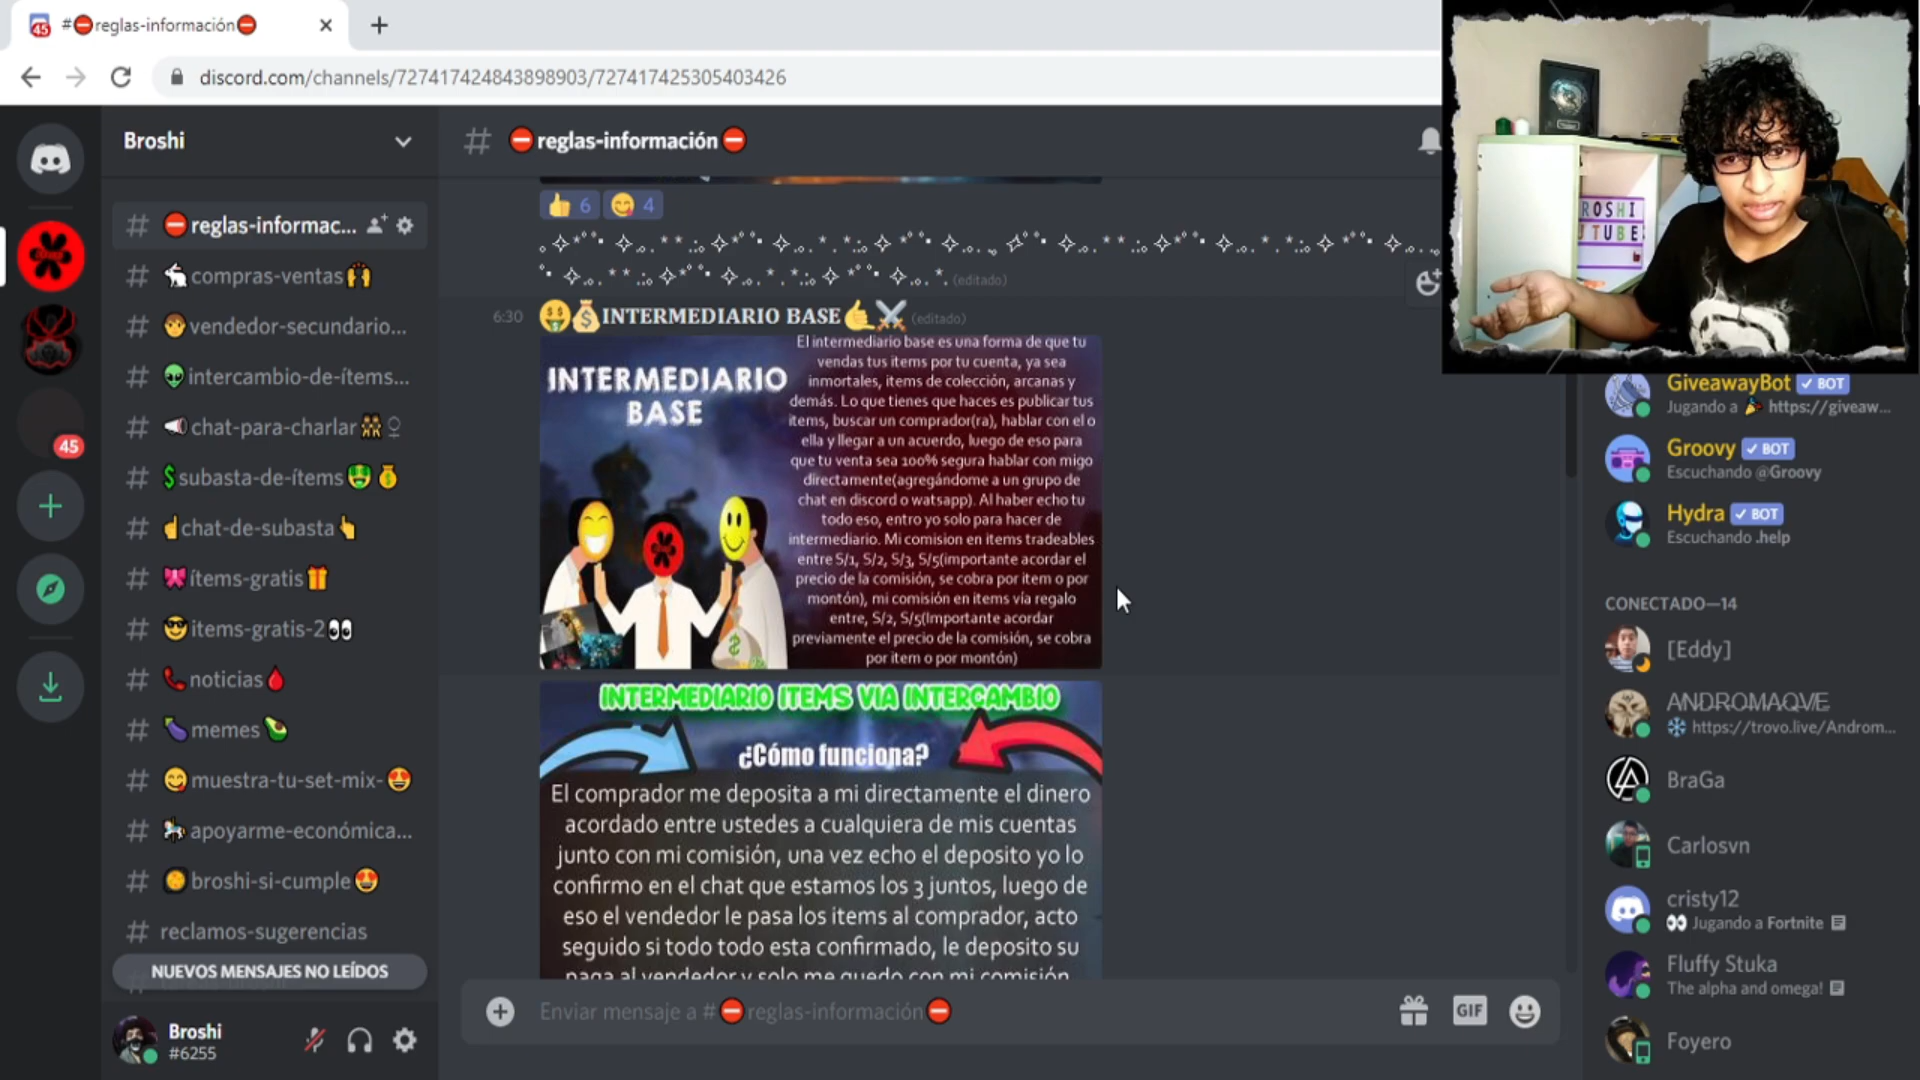 #⛔reglas-información⛔
discord.com/channels/727417424843898903/727417425305403426
Broshi
⛔reglas-informac...
🐇compras-ventas🙌
👨vendedor-secundario...
👽intercambio-de-ítems...
📢chat-para-charlar👯♀
💲subasta-de-ítems🤑💰
☝chat-de-subasta👆
🎀ítems-gratis🎁
😎items-gratis-2👀
📞noticias🩸
🍆memes🥑
😋muestra-tu-set-mix-😍
🎠apoyarme-económica...
🥘broshi-si-cumple😍
reclamos-sugerencias
NUEVOS MENSAJES NO LEÍDOS
Broshi
#6255
45
45
# ⛔reglas-información⛔
👍 6 😋 4
(editado)
6:30 🤑💰INTERMEDIARIO BASE🤙⚔ (editado)
INTERMEDIARIO
BASE
El intermediario base es una forma de que tu
vendas tus items por tu cuenta, ya sea
inmortales, items de colección, arcanas y
demás. Lo que tienes que haces es publicar tus
items, buscar un comprador(ra), hablar con el o
ella y llegar a un acuerdo, luego de eso para
que tu venta sea 100% segura hablar con migo
directamente(agregándome a un grupo de
chat en discord o watsapp). Al haber echo tu
todo eso, entro yo solo para hacer de
intermediario. Mi comision en items tradeables
entre S/1, S/2, S/3, S/5(importante acordar el
precio de la comisión, se cobra por item o por
montón), mi comisión en items vía regalo
entre, S/2, S/5(Importante acordar
previamente el precio de la comisión, se cobra
por item o por montón)
INTERMEDIARIO ITEMS VIA INTERCAMBIO
¿Cómo funciona?
El comprador me deposita a mi directamente el dinero
acordado entre ustedes a cualquiera de mis cuentas
junto con mi comisión, una vez echo el deposito yo lo
confirmo en el chat que estamos los 3 juntos, luego de
eso el vendedor le pasa los items al comprador, acto
seguido si todo todo esta confirmado, le deposito su
paga al vendedor y solo me quedo con mi comisión
Enviar mensaje a #⛔reglas-información⛔
GIF
ROSHI
UTUBE
GiveawayBot ✓ BOT
Jugando a 🎉 https://giveaw...
Groovy ✓ BOT
Escuchando @Groovy
Hydra ✓ BOT
Escuchando .help
CONECTADO—14
[Eddy]
ANDROMAQVE
❄ https://trovo.live/Androm...
BraGa
Carlosvn
cristy12
👀 Jugando a Fortnite
Fluffy Stuka
The alpha and omega!
Foyero